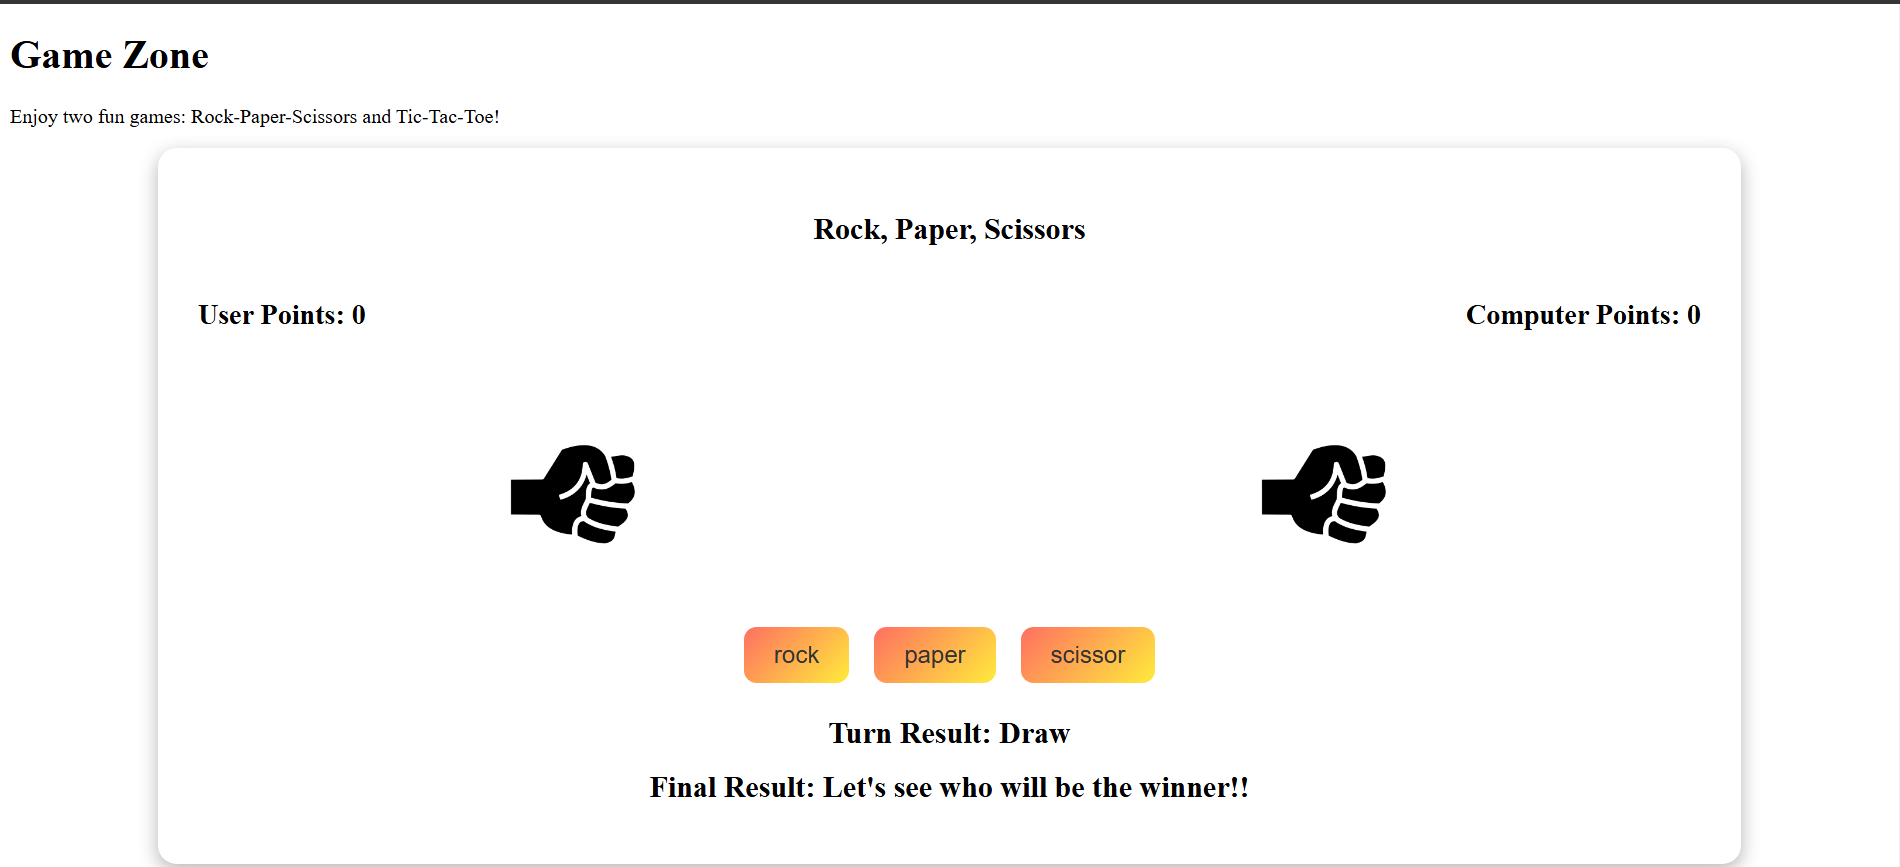 Game Zone
Enjoy two fun games: Rock-Paper-Scissors and Tic-Tac-Toe!
Rock, Paper, Scissors
User Points: 0 Computer Points: 0
rock paper scissor
Turn Result: Draw
Final Result: Let's see who will be the winner!!